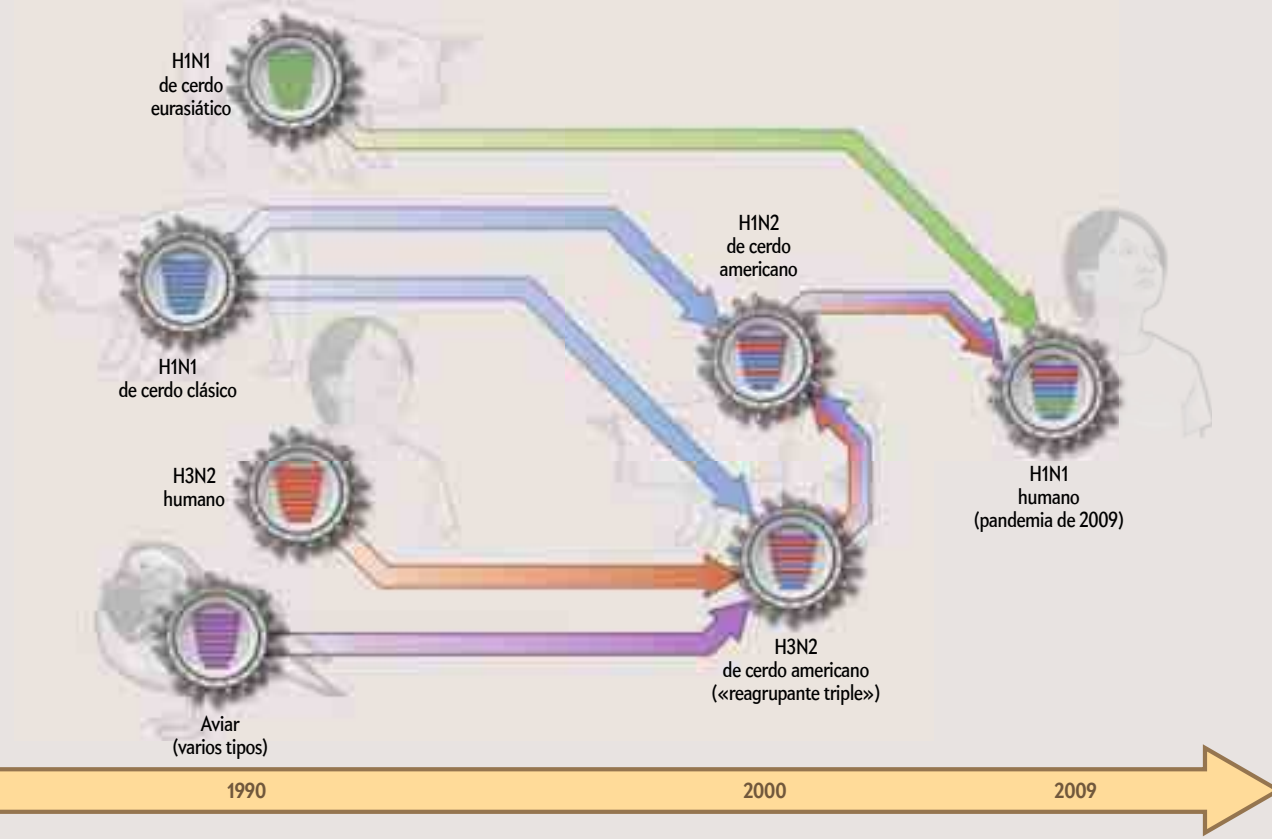 H1N1
de cerdo
eurasiático
H1N1
de cerdo clásico
H3N2
humano
Aviar
(varios tipos)
H1N2
de cerdo
americano
H3N2
de cerdo americano
(«reagrupante triple»)
H1N1
humano
(pandemia de 2009)
1990
2000
2009